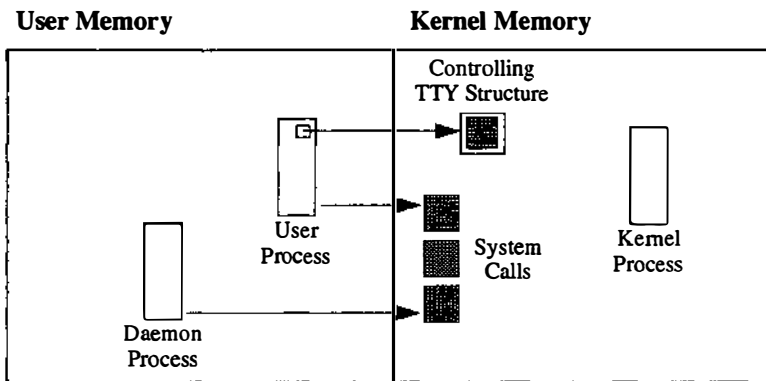 User Memory
Kernel Memory
Controlling
TTY Structure
User
Process
System
Calls
Kernel
Process
Daemon
Process